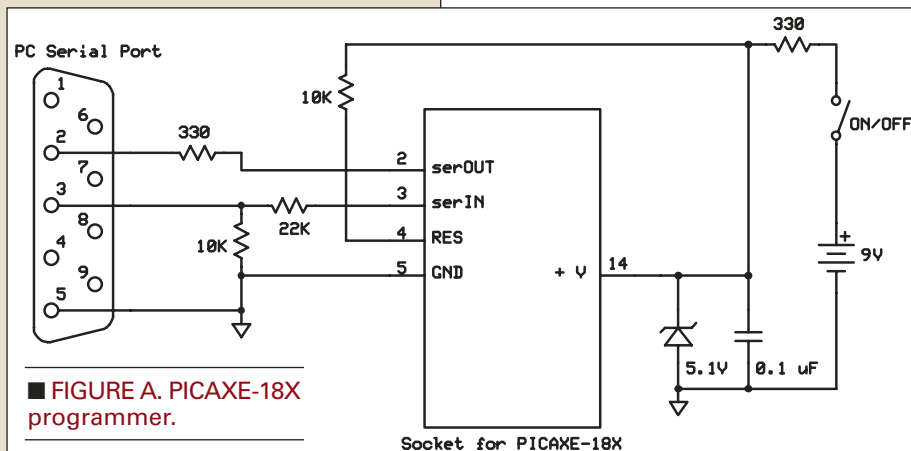 PC Serial Port
1
6
2
7
3
8
4
9
5
330
10K
22K
10K
2 serOUT
3 serIN
4 RES
5 GND
+ V 14
330
ON/OFF
+
9V
5.1V
0.1 uF
Socket for PICAXE-18X
■ FIGURE A. PICAXE-18X
programmer.